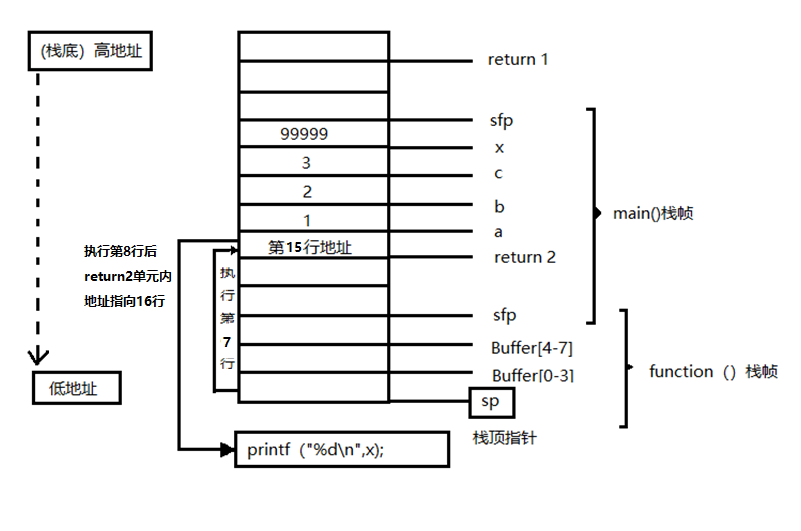 (栈底）高地址
return 1
sfp
99999
x
3
c
2
b
main()栈帧
1
a
执行第8行后
return2单元内
地址指向16行
第15行地址
return 2
执
行
第
7
行
sfp
Buffer[4-7]
Buffer[0-3]
function（）栈帧
低地址
sp
栈顶指针
printf（"%d\n",x);